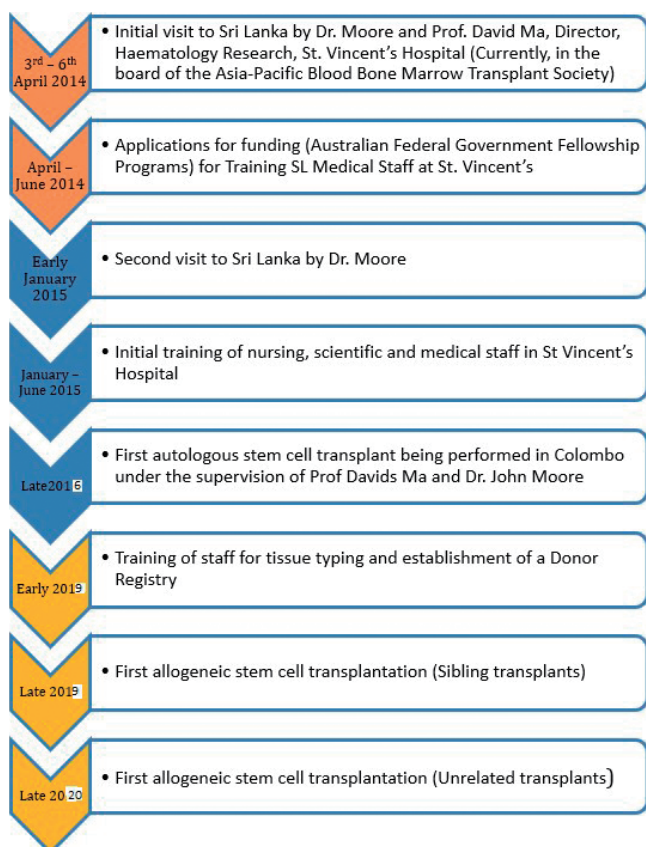 3rd – 6th
April 2014
• Initial visit to Sri Lanka by Dr. Moore and Prof. David Ma, Director,
Haematology Research, St. Vincent's Hospital (Currently, in the
board of the Asia-Pacific Blood Bone Marrow Transplant Society)
April –
June 2014
• Applications for funding (Australian Federal Government Fellowship
Programs) for Training SL Medical Staff at St. Vincent's
Early
January
2015
• Second visit to Sri Lanka by Dr. Moore
January –
June 2015
• Initial training of nursing, scientific and medical staff in St Vincent's
Hospital
Late2016
• First autologous stem cell transplant being performed in Colombo
under the supervision of Prof Davids Ma and Dr. John Moore
Early 2019
• Training of staff for tissue typing and establishment of a Donor
Registry
Late 2019
• First allogeneic stem cell transplantation (Sibling transplants)
Late 2020
• First allogeneic stem cell transplantation (Unrelated transplants)